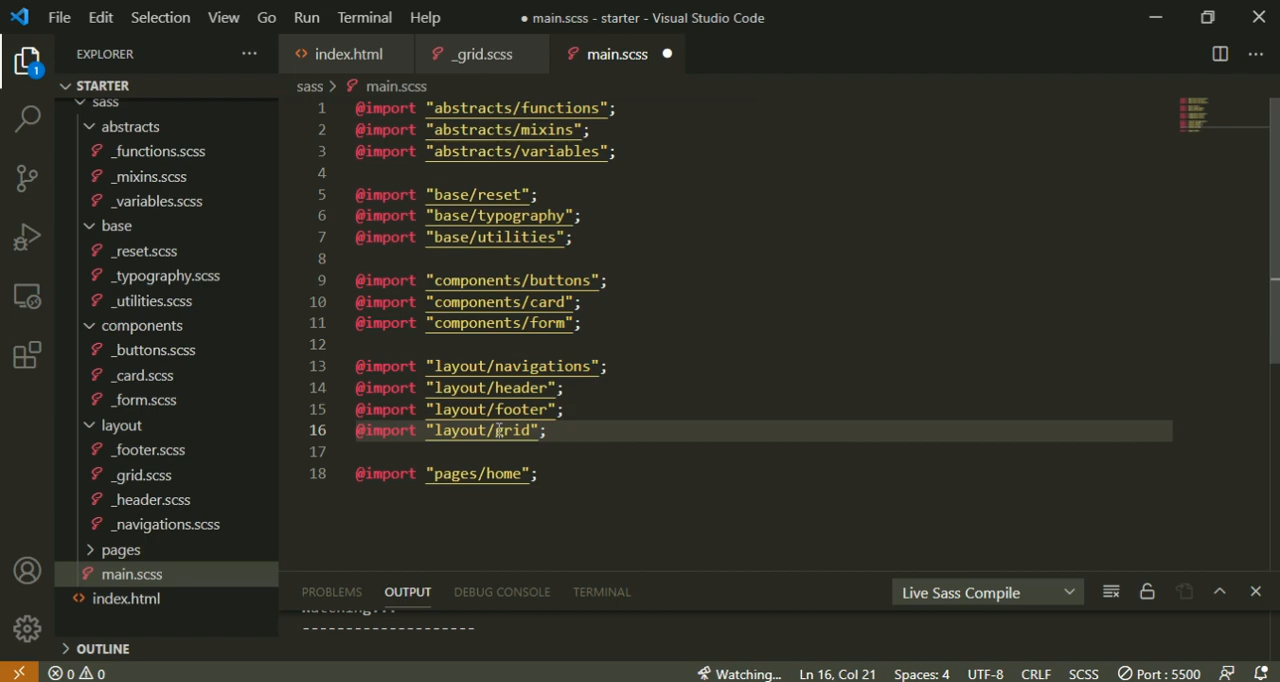 File Edit Selection View Go Run Terminal Help ● main.scss - starter - Visual Studio Code
EXPLORER ···
index.html _grid.scss main.scss ●
1
STARTER
sass > main.scss
sass
abstracts
_functions.scss
_mixins.scss
_variables.scss
base
_reset.scss
_typography.scss
_utilities.scss
components
_buttons.scss
_card.scss
_form.scss
layout
_footer.scss
_grid.scss
_header.scss
_navigations.scss
pages
main.scss
index.html
OUTLINE
1 @import "abstracts/functions";
2 @import "abstracts/mixins";
3 @import "abstracts/variables";
4
5 @import "base/reset";
6 @import "base/typography";
7 @import "base/utilities";
8
9 @import "components/buttons";
10 @import "components/card";
11 @import "components/form";
12
13 @import "layout/navigations";
14 @import "layout/header";
15 @import "layout/footer";
16 @import "layout/grid";
17
18 @import "pages/home";
PROBLEMS OUTPUT DEBUG CONSOLE TERMINAL Live Sass Compile
Watching...
--------------------
0 0 Watching... Ln 16, Col 21 Spaces: 4 UTF-8 CRLF SCSS Port : 5500